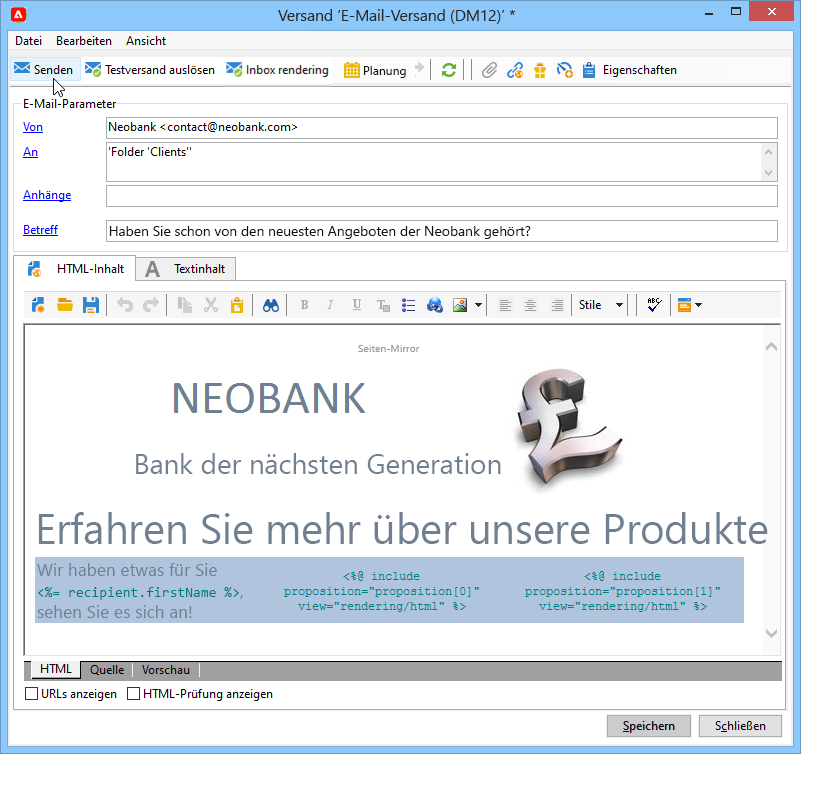 Versand ‘E-Mail-Versand (DM12)’ *
Datei Bearbeiten Ansicht
Senden Testversand auslösen Inbox rendering Planung Eigenschaften
E-Mail-Parameter
Von Neobank <contact@neobank.com>
An 'Folder 'Clients''
Anhänge
Betreff Haben Sie schon von den neuesten Angeboten der Neobank gehört?
HTML-Inhalt A Textinhalt
B I U Stile ABC
Seiten-Mirror
NEOBANK
Bank der nächsten Generation
Erfahren Sie mehr über unsere Produkte
Wir haben etwas für Sie
<%= recipient.firstName %>,
sehen Sie es sich an!
<%@ include
proposition="proposition[0]"
view="rendering/html" %>
<%@ include
proposition="proposition[1]"
view="rendering/html" %>
HTML Quelle Vorschau
URLs anzeigen HTML-Prüfung anzeigen
Speichern Schließen